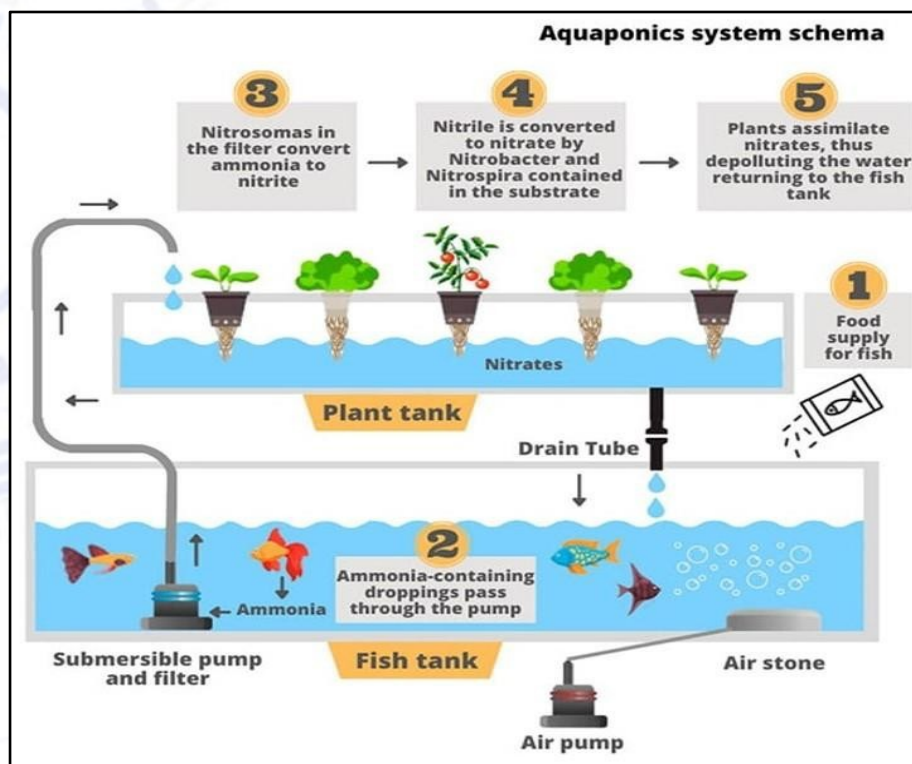 Aquaponics system schema
3
Nitrosomas in
the filter convert
ammonia to
nitrite
4
Nitrile is converted
to nitrate by
Nitrobacter and
Nitrospira contained
in the substrate
5
Plants assimilate
nitrates, thus
depolluting the water
returning to the fish
tank
1
Food
supply
for fish
Nitrates
Plant tank
Drain Tube
2
Ammonia-containing
droppings pass
through the pump
Ammonia
Submersible pump
and filter
Fish tank
Air stone
Air pump